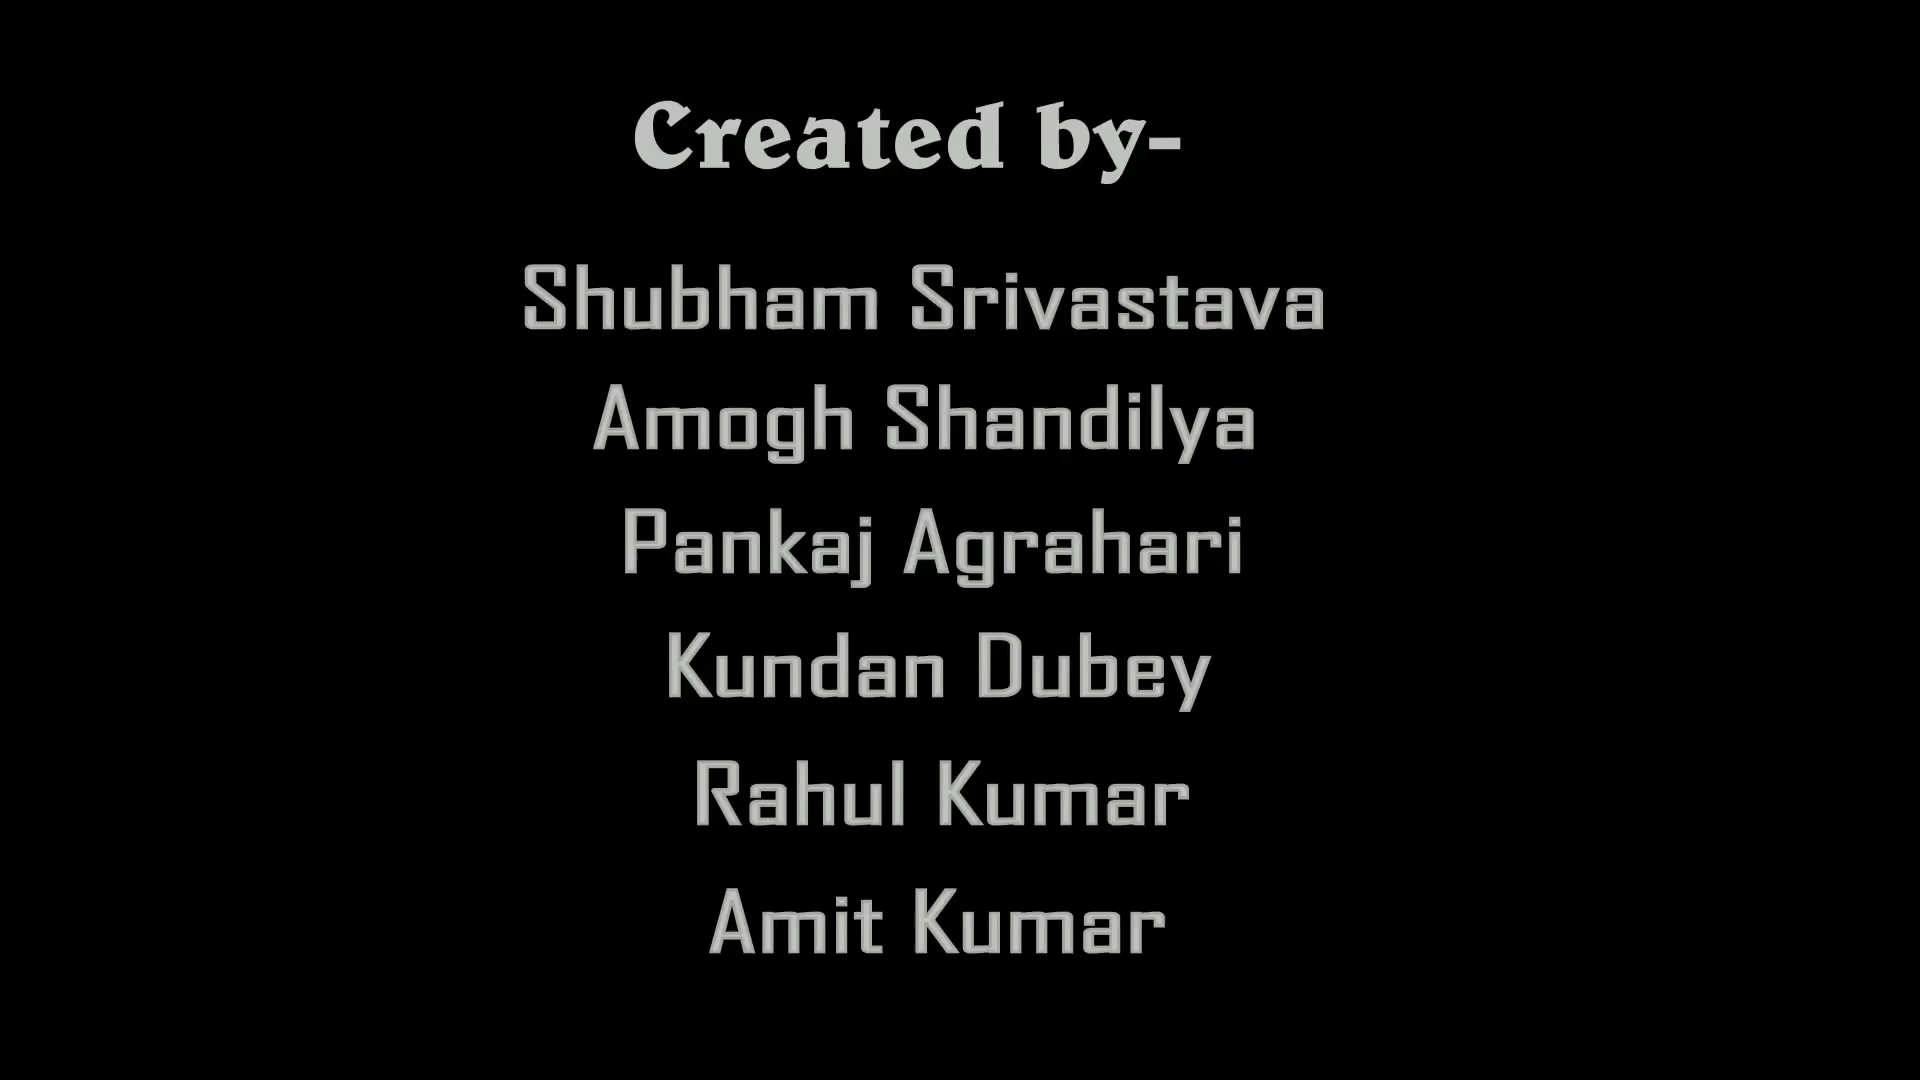 Created by-
Shubham Srivastava
Amogh Shandilya
Pankaj Agrahari
Kundan Dubey
Rahul Kumar
Amit Kumar